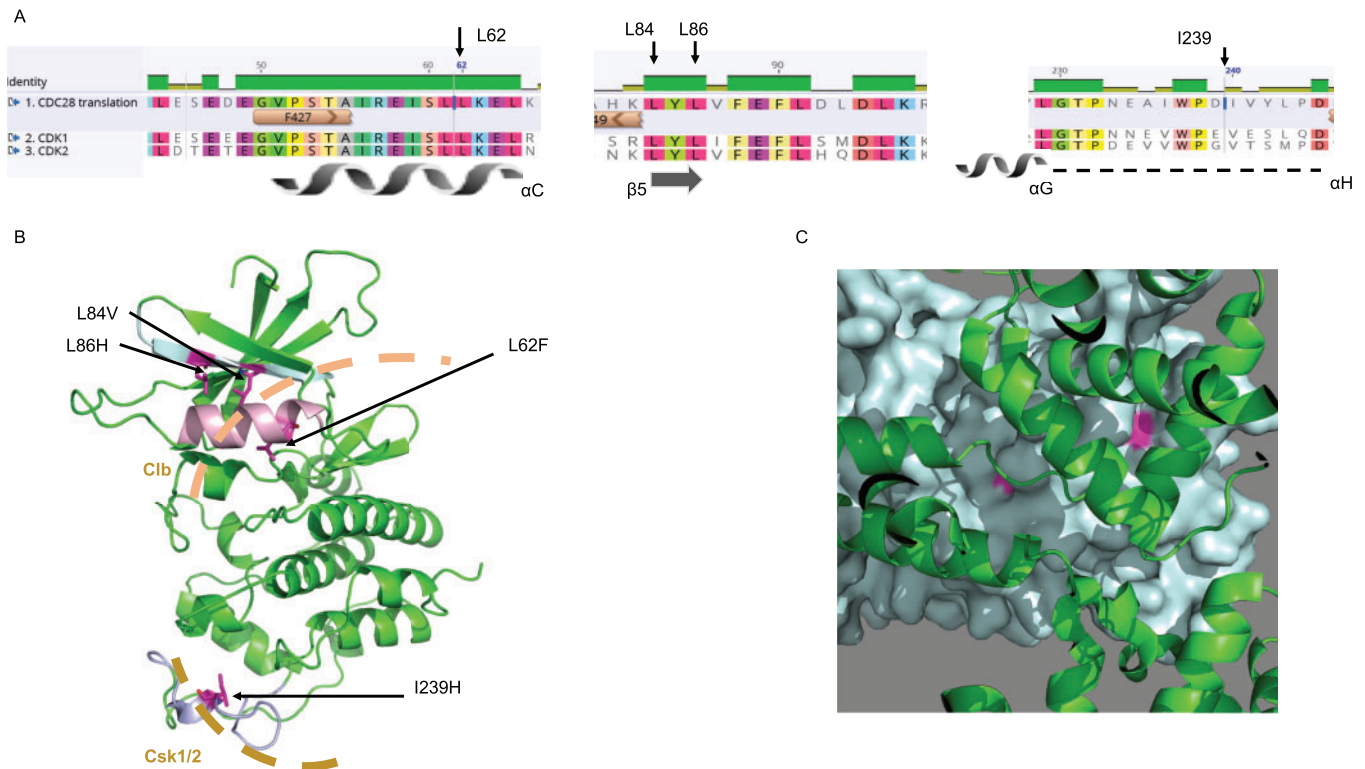 A
L62
L84
L86
I239
Identity
50
60
62
90
230
240
1. CDC28 translation
L E S E D E G V P S T A I R E I S L L K E L K
A H K L Y L V F E F L D L D L K R
Y L G T P N E A I W P D I V Y L P D
F427
49
2. CDK1
L E S E E E G V P S T A I R E I S L L K E L R
S R L Y L I F E F L S M D L K K
L G T P N N E V W P E V E S L Q D
3. CDK2
L D T E T E G V P S T A I R E I S L L K E L N
N K L Y L V F E F L H Q D L K K
L G T P D E V V W P G V T S M P D
αC
β5
αG
αH
B
C
L84V
L86H
L62F
Clb
I239H
Csk1/2